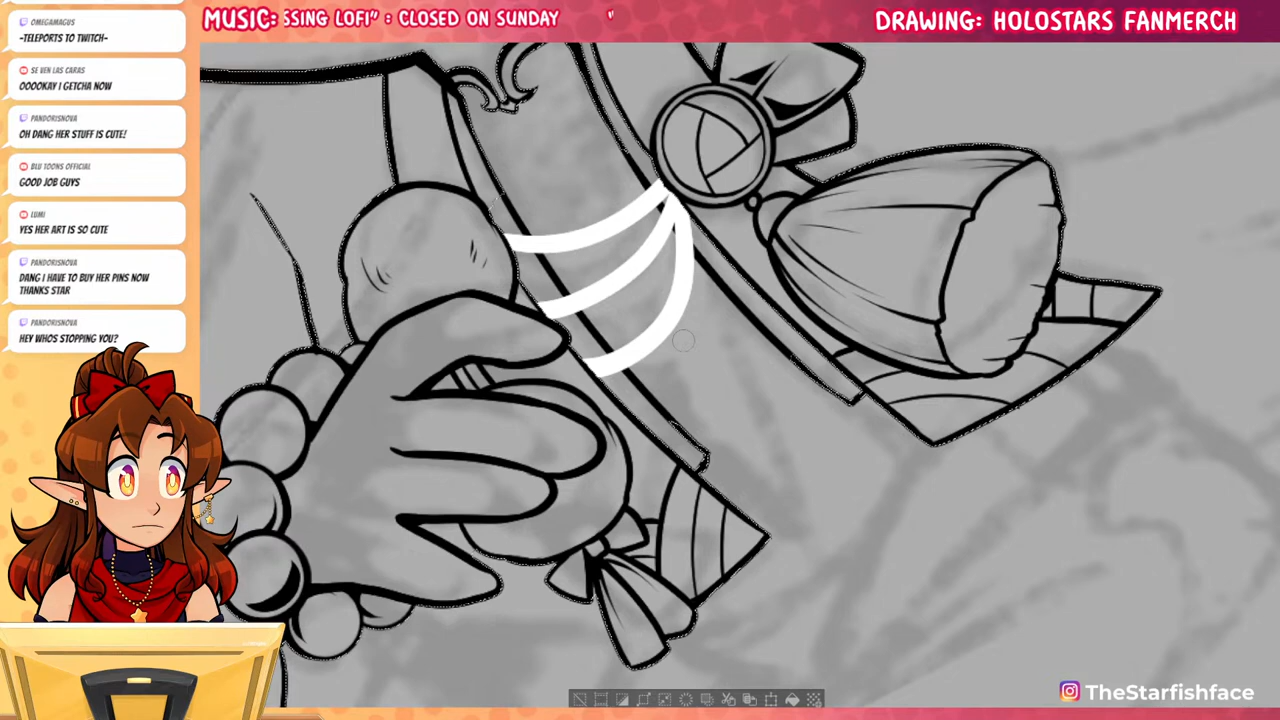 MUSIC: SSING LOFI" : CLOSED ON SUNDAY "
DRAWING: HOLOSTARS FANMERCH
OMEGAMAGUS
-TELEPORTS TO TWITCH-
SE VEN LAS CARAS
OOOOKAY I GETCHA NOW
PANDORISNOVA
OH DANG HER STUFF IS CUTE!
BLU TOONS OFFICIAL
GOOD JOB GUYS
LUMI
YES HER ART IS SO CUTE
PANDORISNOVA
DANG I HAVE TO BUY HER PINS NOW
THANKS STAR
PANDORISNOVA
HEY WHOS STOPPING YOU?
TheStarfishface